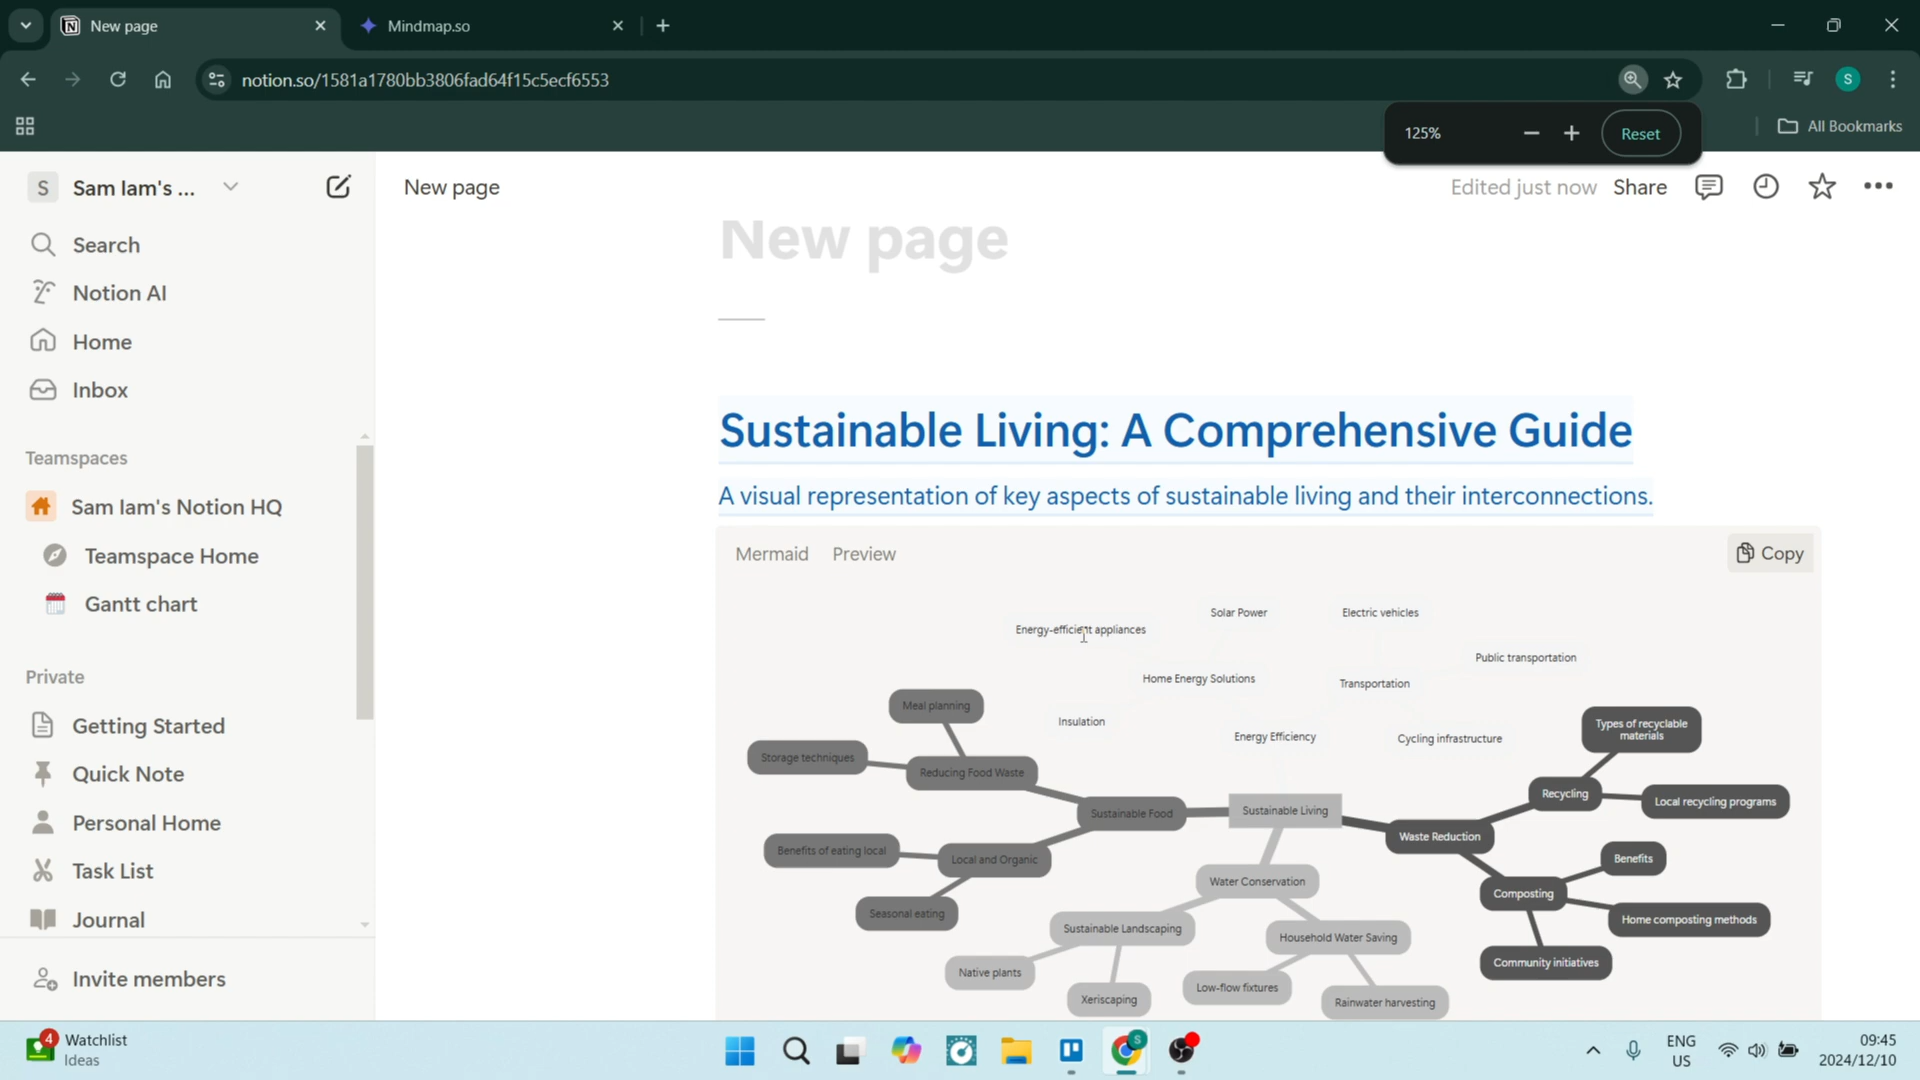 New page
Mindmap.so
notion.so/1581a1780bb3806fad64f15c5ecf6553
S
125%
Reset
All Bookmarks
S
Sam Iam's ...
New page
Edited just now
Share
Search
Notion AI
Home
Inbox
Teamspaces
Sam Iam's Notion HQ
Teamspace Home
Gantt chart
Private
Getting Started
Quick Note
Personal Home
Task List
Journal
Invite members
New page
Sustainable Living: A Comprehensive Guide
A visual representation of key aspects of sustainable living and their interconnections.
Mermaid
Preview
Copy
Solar Power
Electric vehicles
Energy-efficient appliances
Public transportation
Home Energy Solutions
Transportation
Meal planning
Insulation
Types of recyclable
materials
Energy Efficiency
Cycling infrastructure
Storage techniques
Reducing Food Waste
Recycling
Local recycling programs
Sustainable Food
Sustainable Living
Waste Reduction
Benefits of eating local
Local and Organic
Benefits
Water Conservation
Composting
Seasonal eating
Home composting methods
Sustainable Landscaping
Household Water Saving
Community initiatives
Native plants
Low-flow fixtures
Xeriscaping
Rainwater harvesting
4
Watchlist
Ideas
S
ENG
US
09:45
2024/12/10